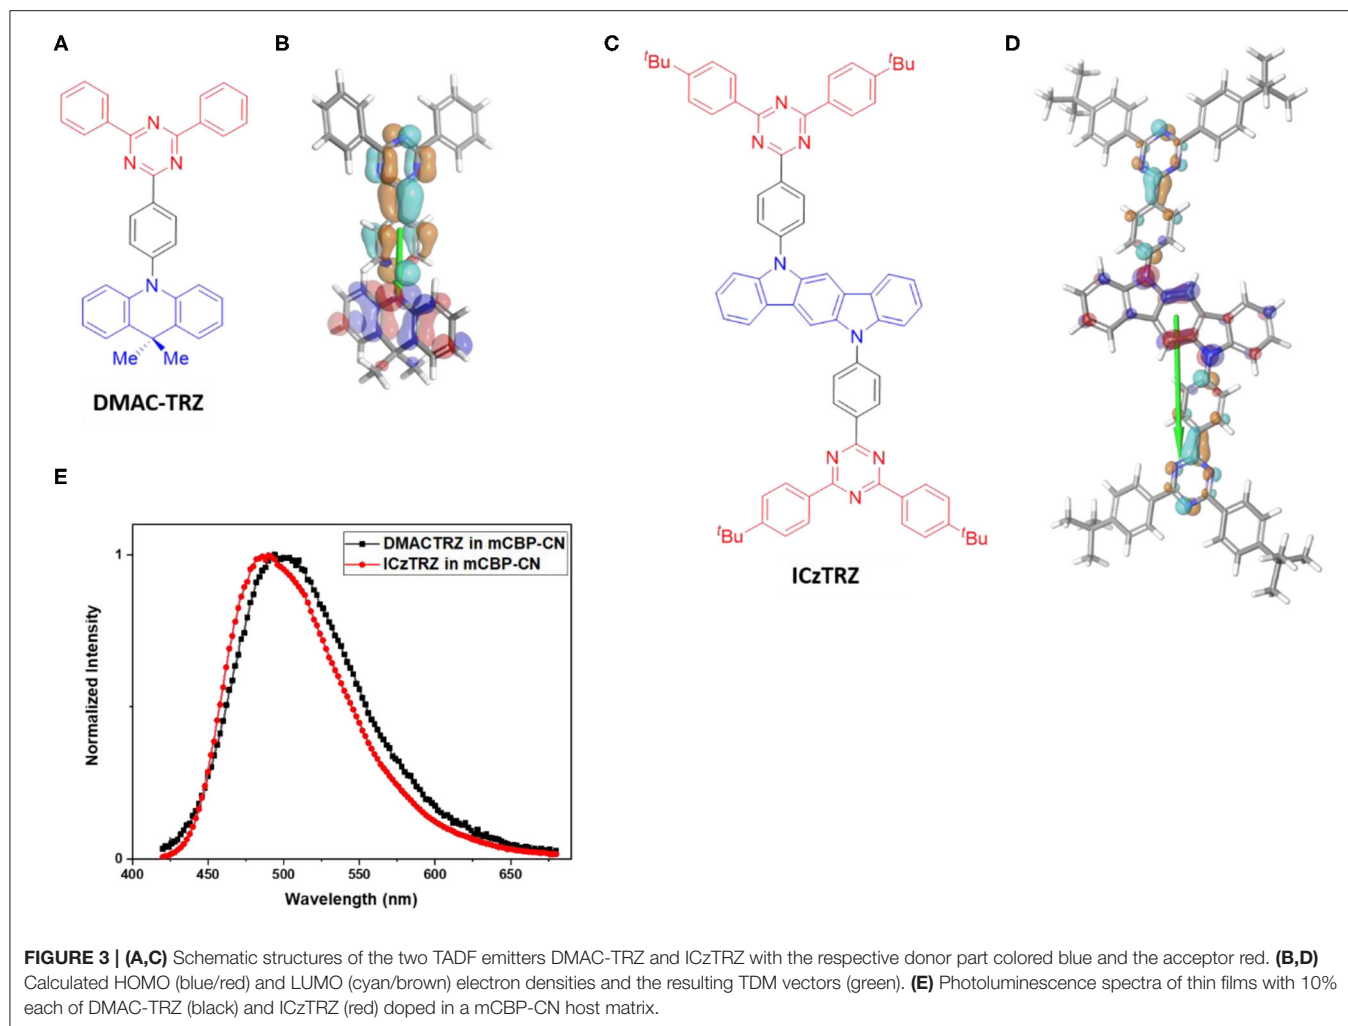 A
B
C
D
N
N
N
N
Me
Me
DMAC-TRZ
tBu
tBu
N
N
N
N
N
N
N
N
tBu
tBu
ICzTRZ
E
DMACTRZ in mCBP-CN
ICzTRZ in mCBP-CN
1
0
Normalized Intensity
400
450
500
550
600
650
Wavelength (nm)
FIGURE 3 | (A,C) Schematic structures of the two TADF emitters DMAC-TRZ and ICzTRZ with the respective donor part colored blue and the acceptor red. (B,D)
Calculated HOMO (blue/red) and LUMO (cyan/brown) electron densities and the resulting TDM vectors (green). (E) Photoluminescence spectra of thin films with 10%
each of DMAC-TRZ (black) and ICzTRZ (red) doped in a mCBP-CN host matrix.